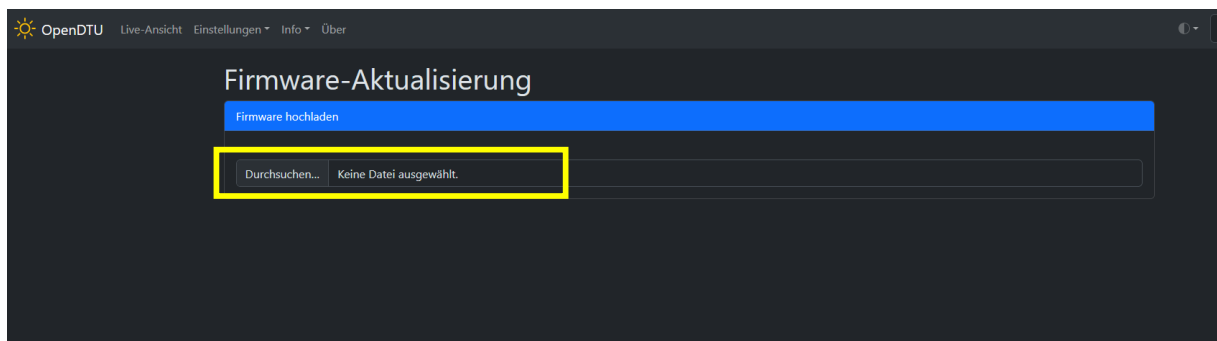 OpenDTU Live-Ansicht Einstellungen Info Über
Firmware-Aktualisierung
Firmware hochladen
Durchsuchen... Keine Datei ausgewählt.